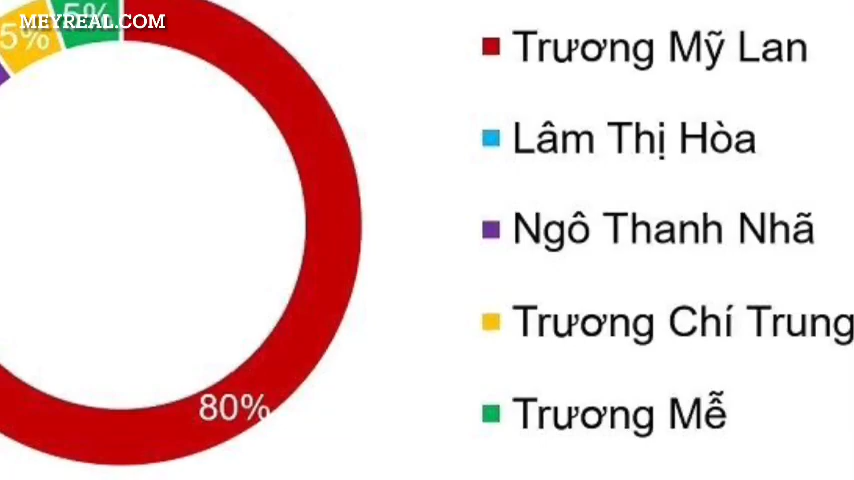 MEYREAL.COM
5%
5%
Trương Mỹ Lan
Lâm Thị Hòa
Ngô Thanh Nhã
Trương Chí Trung
Trương Mễ
80%